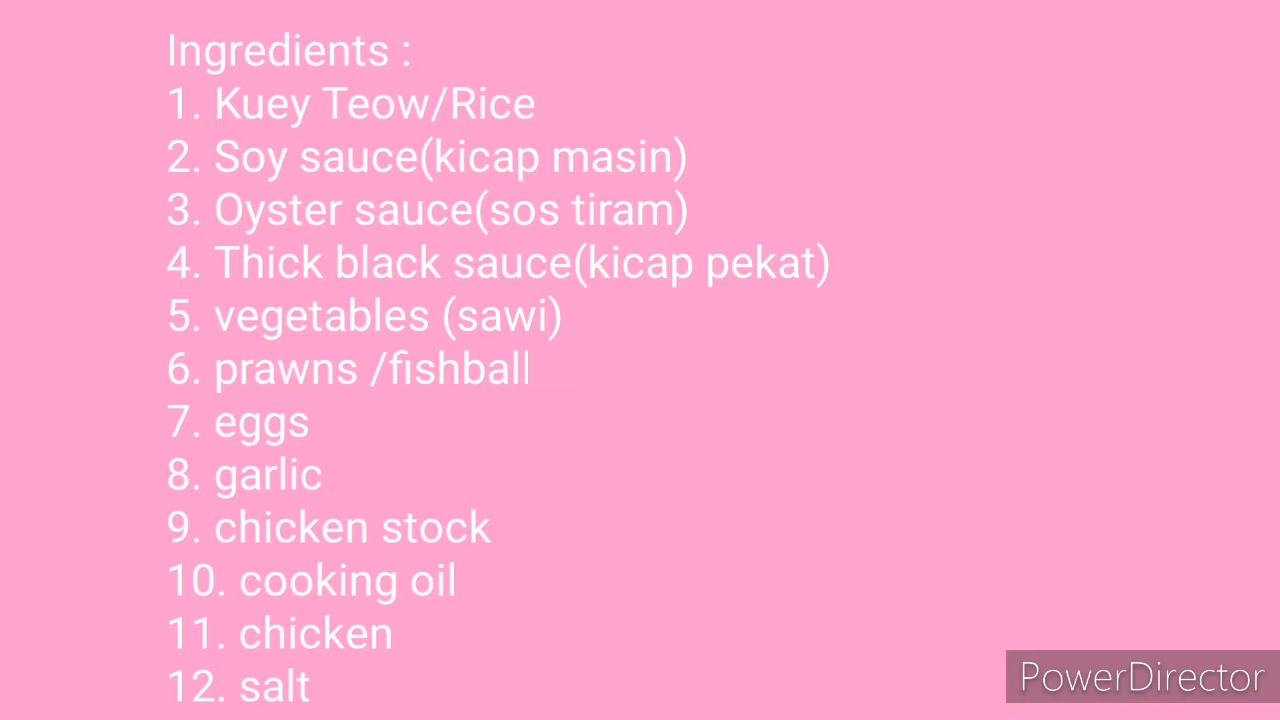 Ingredients :
1. Kuey Teow/Rice
2. Soy sauce(kicap masin)
3. Oyster sauce(sos tiram)
4. Thick black sauce(kicap pekat)
5. vegetables (sawi)
6. prawns /fishball
7. eggs
8. garlic
9. chicken stock
10. cooking oil
11. chicken
12. salt
PowerDirector